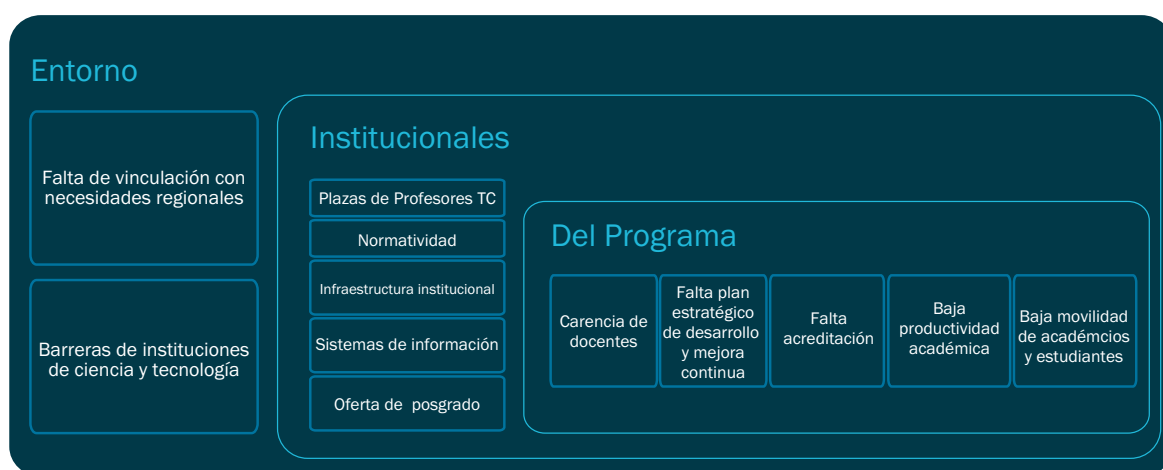 Entorno
Falta de vinculación con
necesidades regionales
Barreras de instituciones
de ciencia y tecnología
Institucionales
Plazas de Profesores TC
Normatividad
Infraestructura institucional
Sistemas de información
Oferta de posgrado
Del Programa
Carencia de
docentes
Falta plan
estratégico
de desarrollo
y mejora
continua
Falta
acreditación
Baja
productividad
académica
Baja movilidad
de académcios
y estudiantes